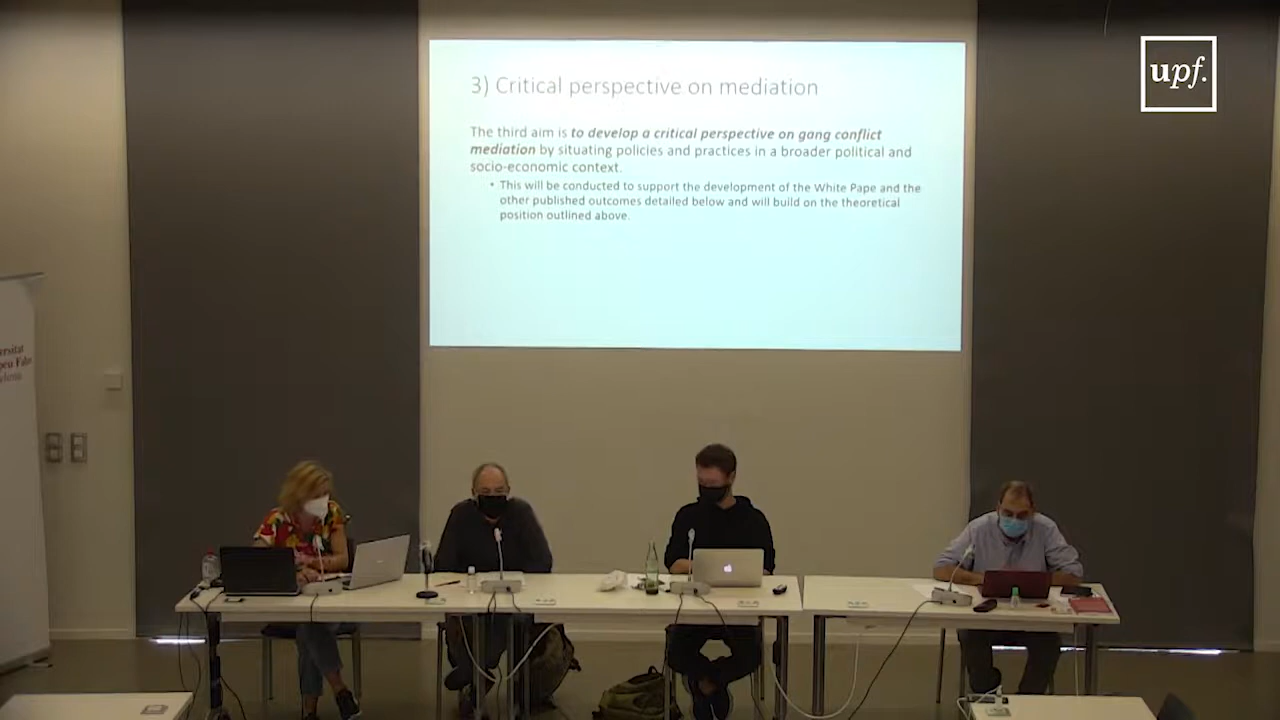 upf.
3) Critical perspective on mediation
The third aim is to develop a critical perspective on gang conflict
mediation by situating policies and practices in a broader political and
socio-economic context.
• This will be conducted to support the development of the White Pape and the
other published outcomes detailed below and will build on the theoretical
position outlined above.